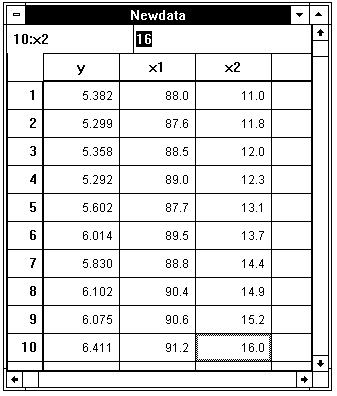 Newdata
10:x2 16
y x1 x2
1 5.382 88.0 11.0
2 5.299 87.6 11.8
3 5.358 88.5 12.0
4 5.292 89.0 12.3
5 5.602 87.7 13.1
6 6.014 89.5 13.7
7 5.830 88.8 14.4
8 6.102 90.4 14.9
9 6.075 90.6 15.2
10 6.411 91.2 16.0